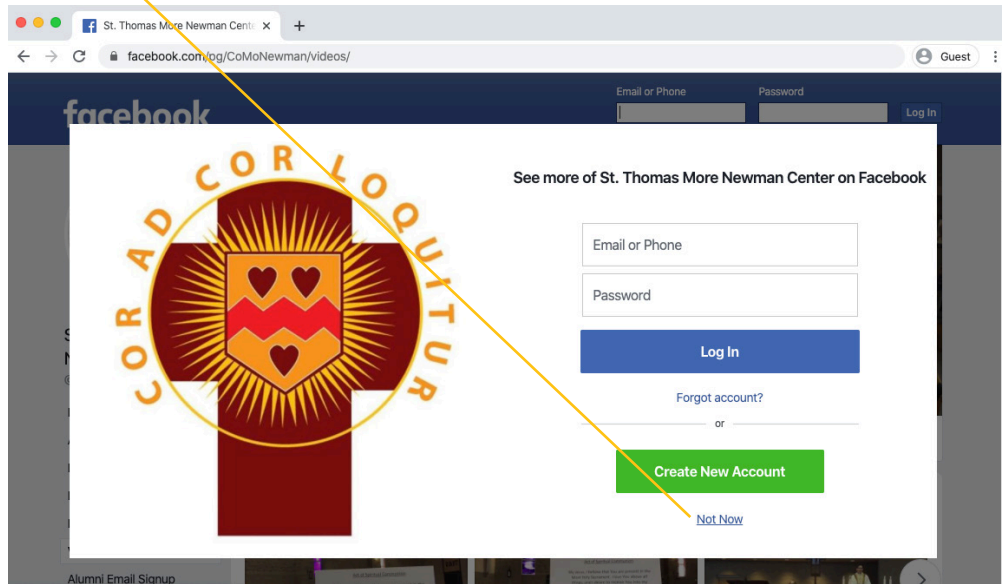 St. Thomas More Newman Cent
facebook.com/pg/CoMoNewman/videos/
Guest
facebook
Email or Phone
Password
Log In
COR AD COR LOQUITUR
See more of St. Thomas More Newman Center on Facebook
Email or Phone
Password
Log In
Forgot account?
or
Create New Account
Not Now
Alumni Email Signup